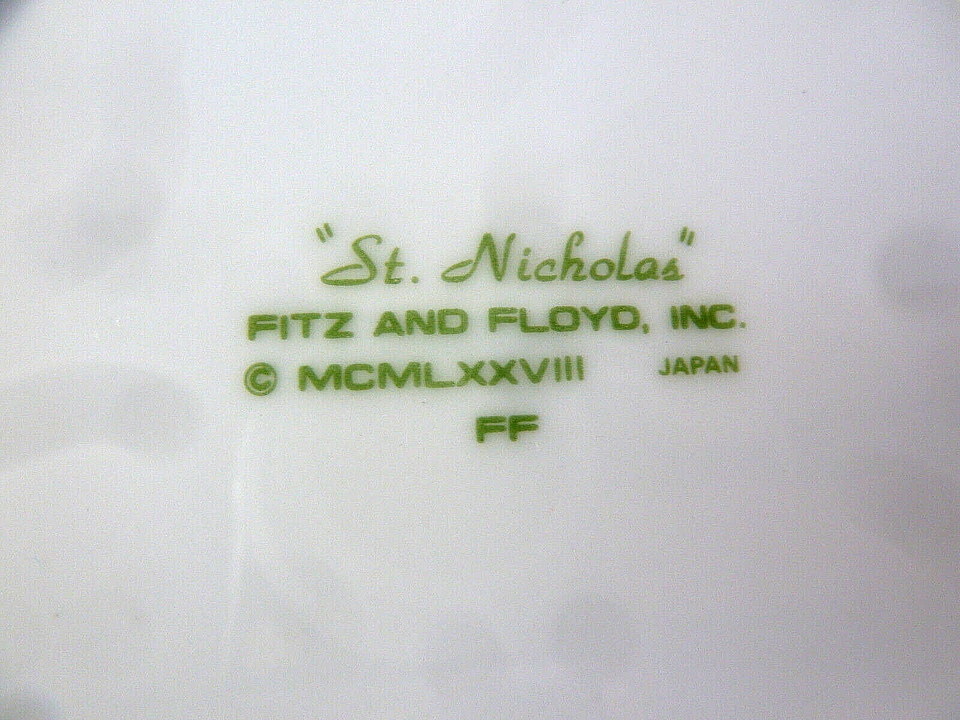 "St. Nicholas"
FITZ AND FLOYD, INC.
© MCMLXXVIII JAPAN
FF